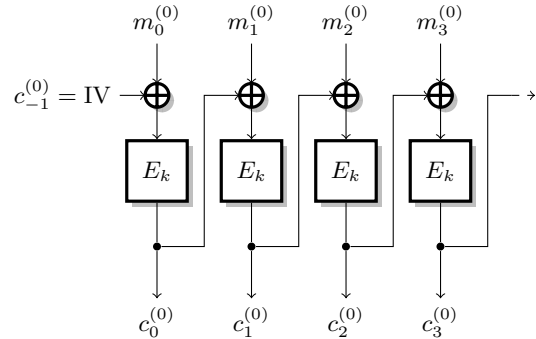 m_0^{(0)} m_1^{(0)} m_2^{(0)} m_3^{(0)}
c_{-1}^{(0)} = IV
E_k E_k E_k E_k
c_0^{(0)} c_1^{(0)} c_2^{(0)} c_3^{(0)}